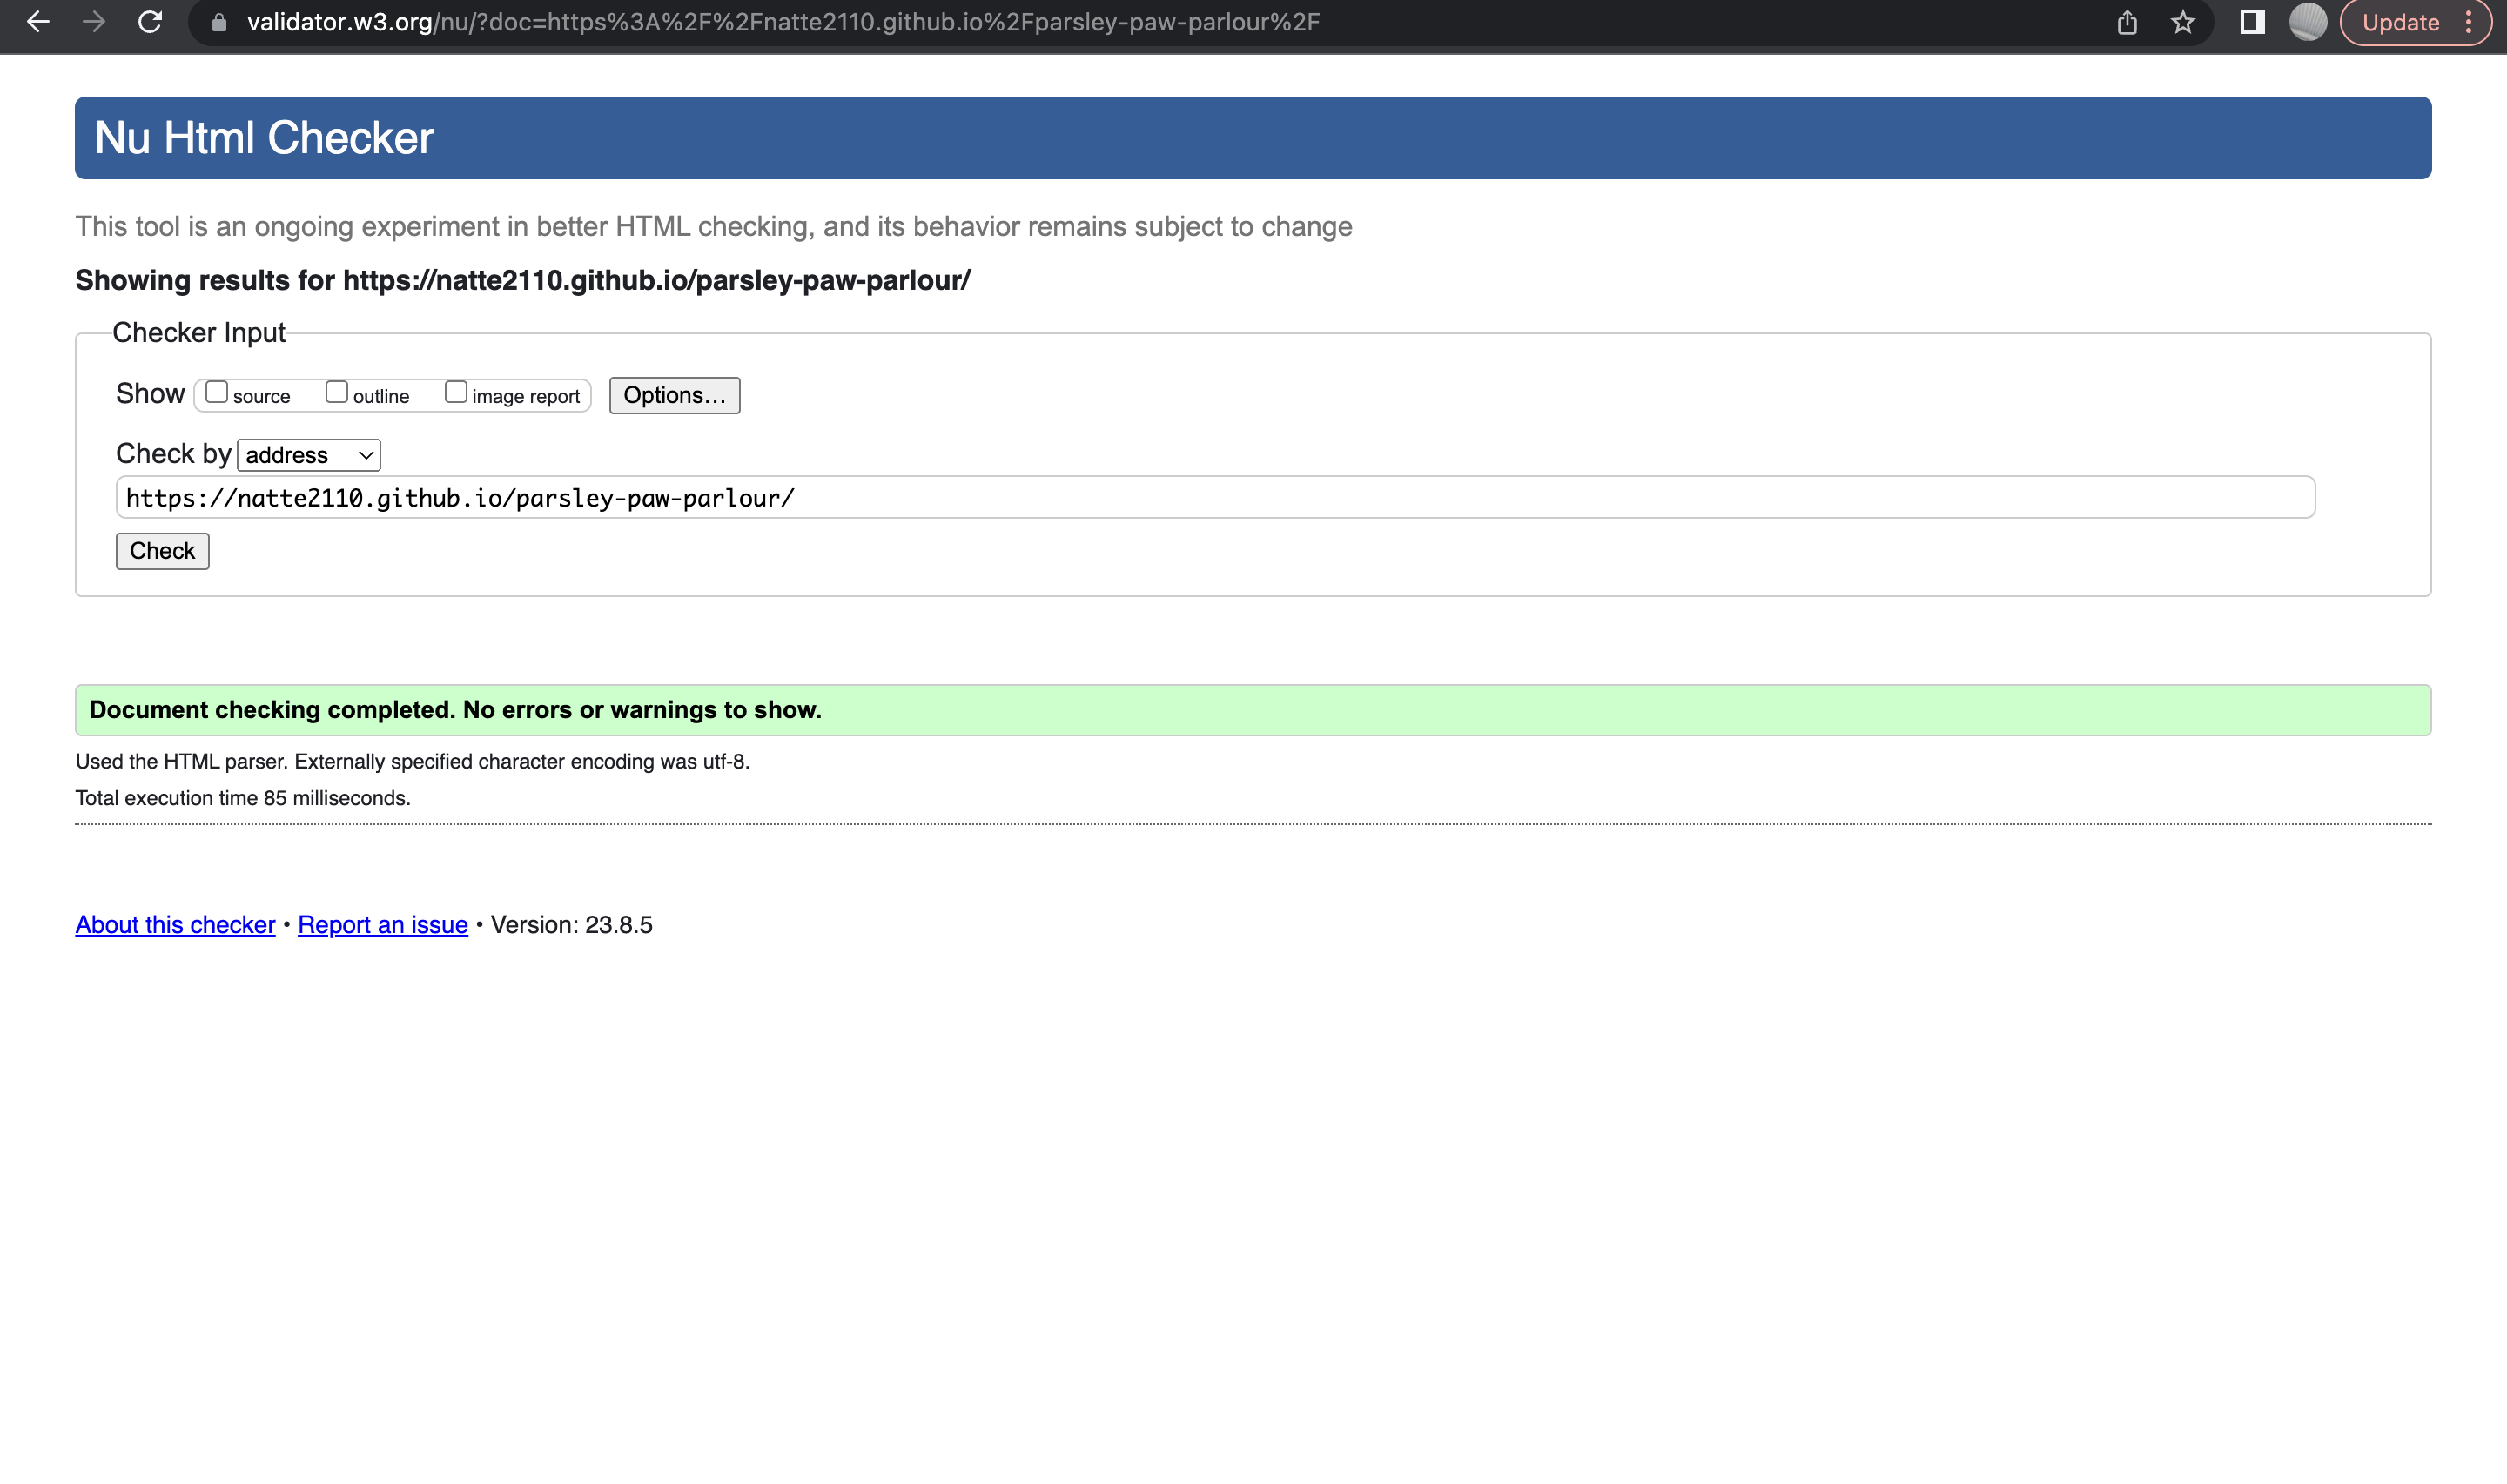 validator.w3.org/nu/?doc=https%3A%2F%2Fnatte2110.github.io%2Fparsley-paw-parlour%2F
Update
Nu Html Checker
This tool is an ongoing experiment in better HTML checking, and its behavior remains subject to change
Showing results for https://natte2110.github.io/parsley-paw-parlour/
Checker Input
Show source outline image report Options...
Check by address
https://natte2110.github.io/parsley-paw-parlour/
Check
Document checking completed. No errors or warnings to show.
Used the HTML parser. Externally specified character encoding was utf-8.
Total execution time 85 milliseconds.
About this checker • Report an issue • Version: 23.8.5